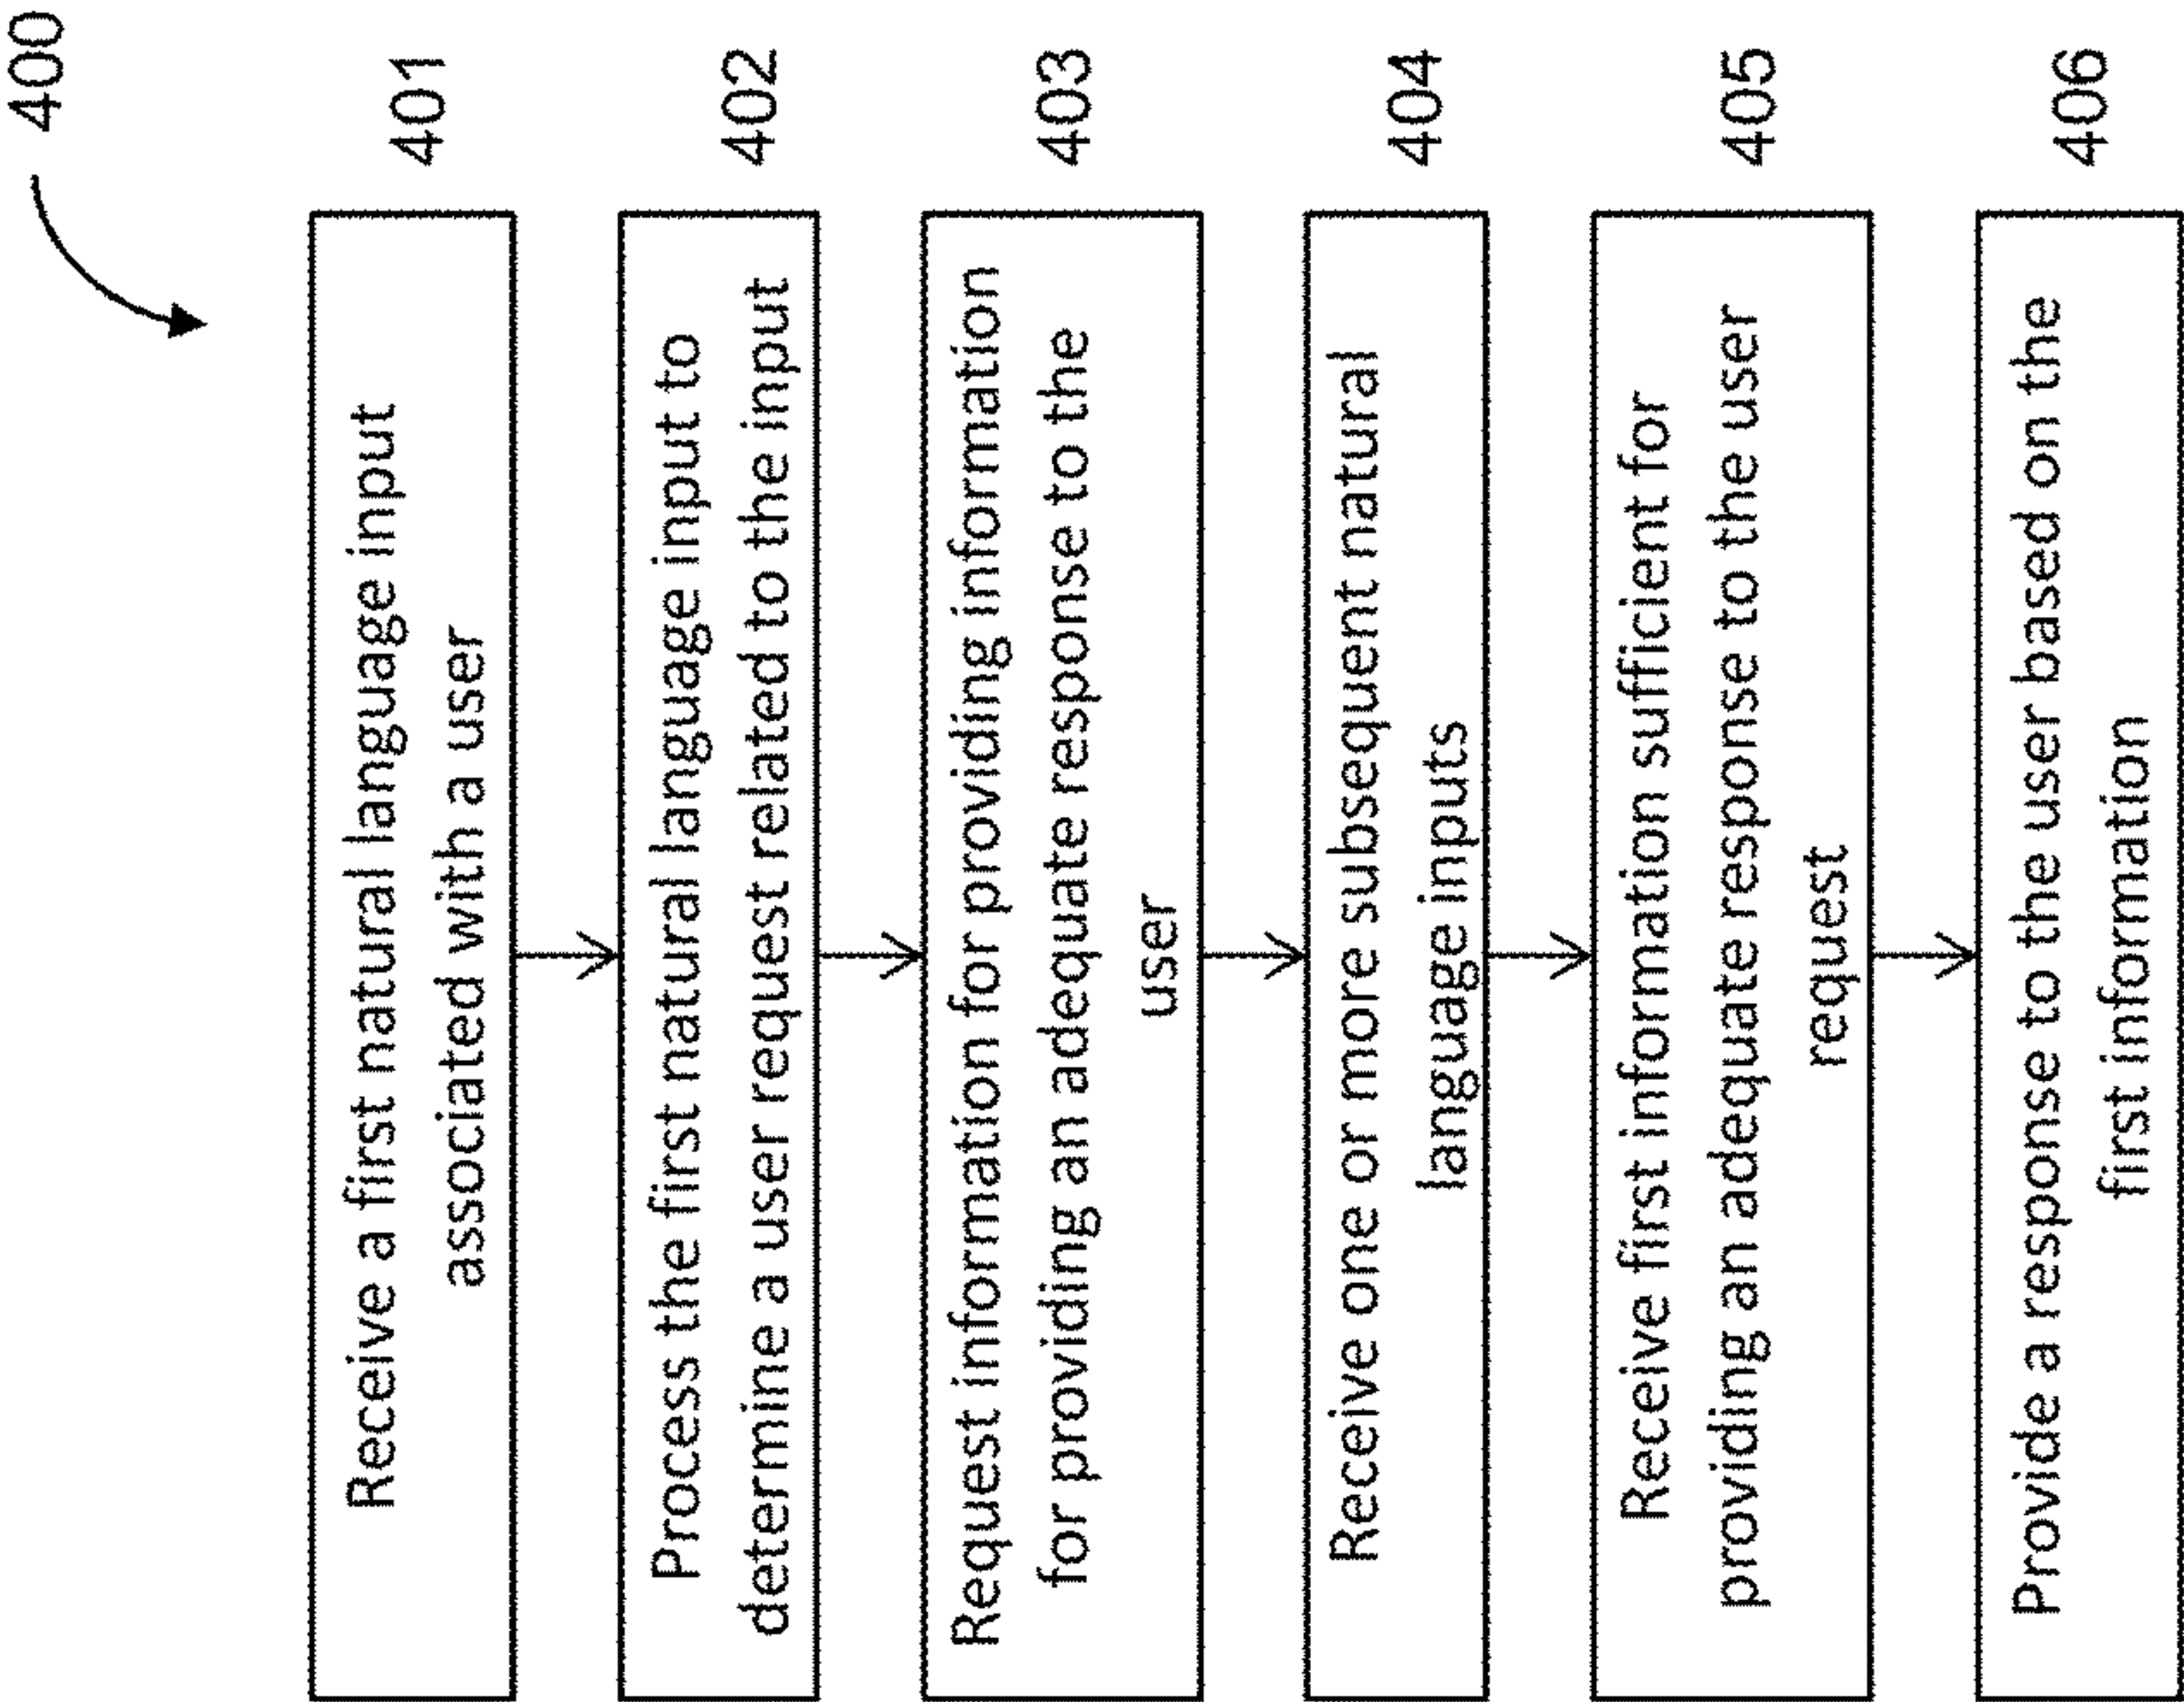 400
Receive a first natural language input
associated with a user
401
Process the first natural language input to
determine a user request related to the input
402
Request information for providing information
for providing an adequate response to the
user
403
Receive one or more subsequent natural
language inputs
404
Receive first information sufficient for
providing an adequate response to the user
request
405
Provide a response to the user based on the
first information
406